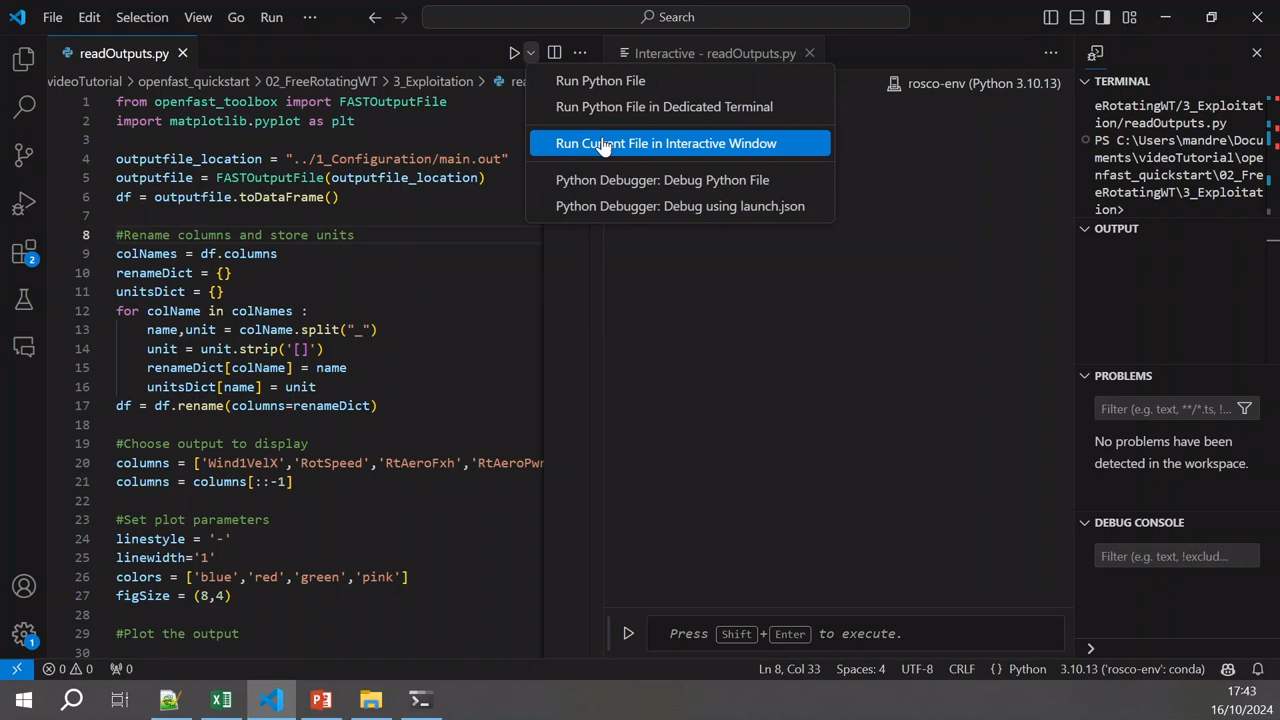 File Edit Selection View Go Run ··· Search
readOutputs.py
Interactive - readOutputs.py
videoTutorial > openfast_quickstart > 02_FreeRotatingWT > 3_Exploitation >
rosco-env (Python 3.10.13)
Run Python File
Run Python File in Dedicated Terminal
Run Current File in Interactive Window
Python Debugger: Debug Python File
Python Debugger: Debug using launch.json
1 from openfast_toolbox import FASTOutputFile
2 import matplotlib.pyplot as plt
3
4 outputfile_location = "../1_Configuration/main.out"
5 outputfile = FASTOutputFile(outputfile_location)
6 df = outputfile.toDataFrame()
7
8 #Rename columns and store units
9 colNames = df.columns
10 renameDict = {}
11 unitsDict = {}
12 for colName in colNames :
13 name,unit = colName.split("_")
14 unit = unit.strip('[]')
15 renameDict[colName] = name
16 unitsDict[name] = unit
17 df = df.rename(columns=renameDict)
18
19 #Choose output to display
20 columns = ['Wind1VelX','RotSpeed','RtAeroFxh','RtAeroPwr
21 columns = columns[::-1]
22
23 #Set plot parameters
24 linestyle = '-'
25 linewidth='1'
26 colors = ['blue','red','green','pink']
27 figSize = (8,4)
28
29 #Plot the output
30
Press Shift + Enter to execute.
TERMINAL
eRotatingWT/3_Exploitat
ion/readOutputs.py
PS C:\Users\mandre\Docu
ments\videoTutorial\ope
nfast_quickstart\02_Fre
eRotatingWT\3_Exploitat
ion>
OUTPUT
PROBLEMS
Filter (e.g. text, **/*.ts, !...
No problems have been
detected in the workspace.
DEBUG CONSOLE
Filter (e.g. text, !exclud...
2
1
0 0 0 Ln 8, Col 33 Spaces: 4 UTF-8 CRLF {} Python 3.10.13 ('rosco-env': conda)
17:43
16/10/2024